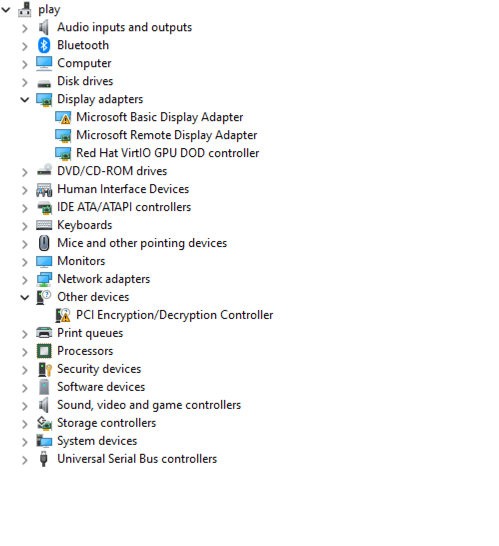 play
Audio inputs and outputs
Bluetooth
Computer
Disk drives
Display adapters
Microsoft Basic Display Adapter
Microsoft Remote Display Adapter
Red Hat VirtIO GPU DOD controller
DVD/CD-ROM drives
Human Interface Devices
IDE ATA/ATAPI controllers
Keyboards
Mice and other pointing devices
Monitors
Network adapters
Other devices
PCI Encryption/Decryption Controller
Print queues
Processors
Security devices
Software devices
Sound, video and game controllers
Storage controllers
System devices
Universal Serial Bus controllers